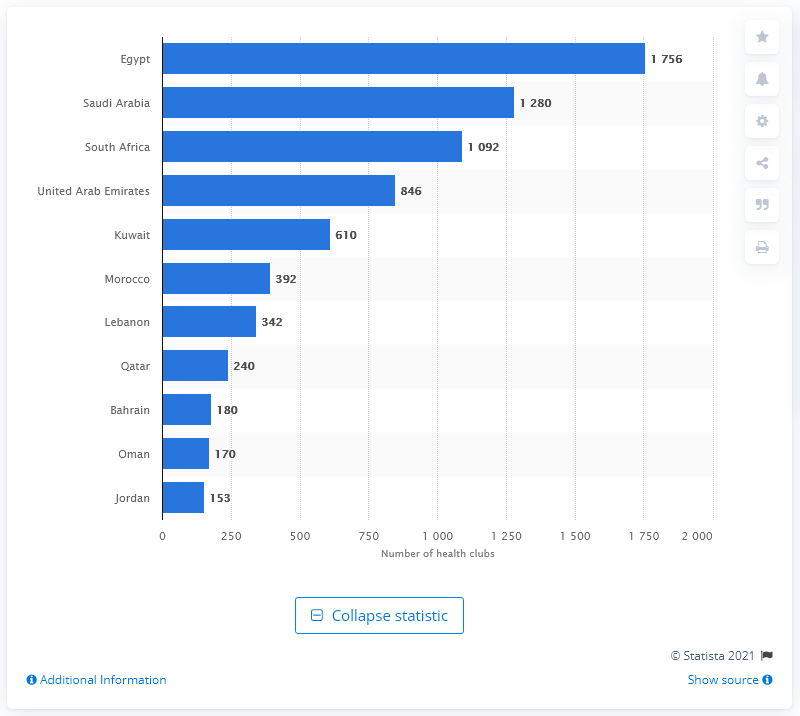 Egypt 1 756
Saudi Arabia 1 280
South Africa 1 092
United Arab Emirates 846
Kuwait 610
Morocco 392
Lebanon 342
Qatar 240
Bahrain 180
Oman 170
Jordan 153
0 250 500 750 1 000 1 250 1 500 1 750 2 000
Number of health clubs
Collapse statistic
© Statista 2021
Additional Information Show source